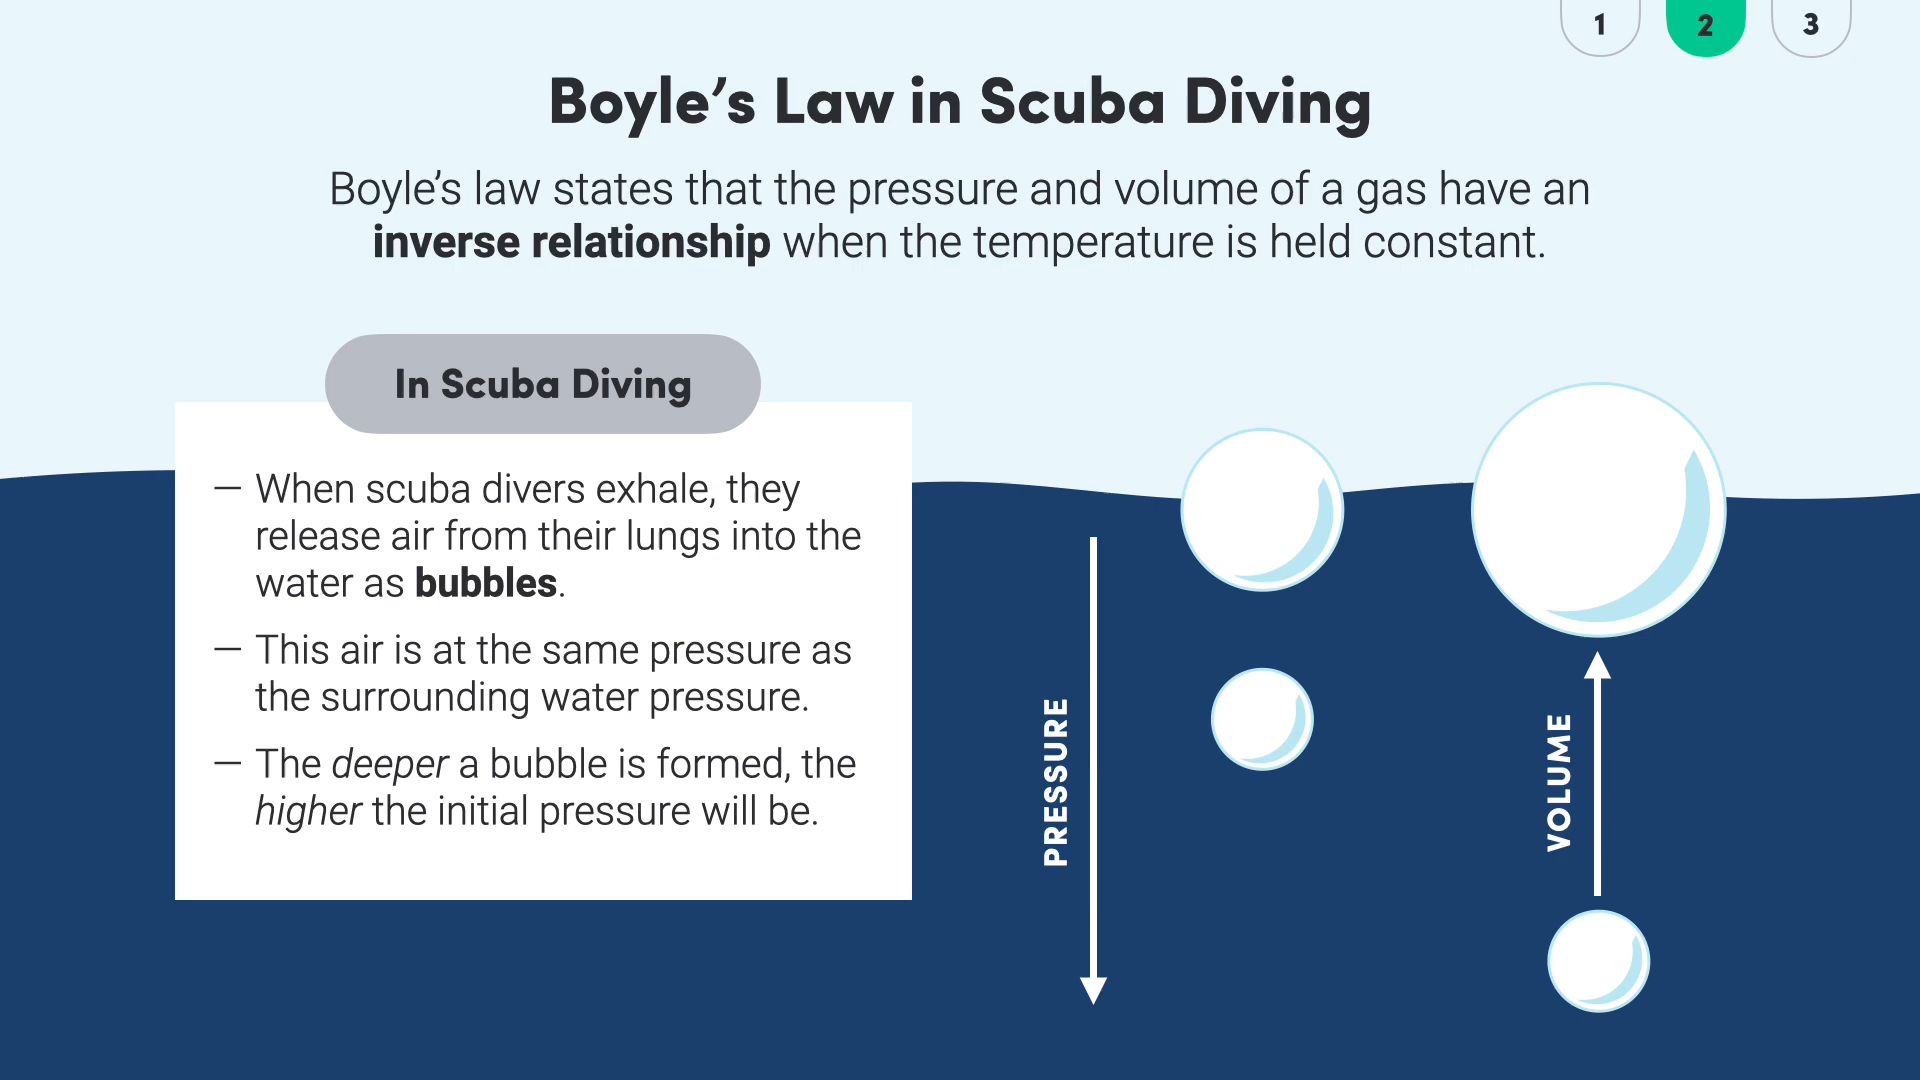 1 2 3
Boyle’s Law in Scuba Diving
Boyle’s law states that the pressure and volume of a gas have an
inverse relationship when the temperature is held constant.
In Scuba Diving
— When scuba divers exhale, they
release air from their lungs into the
water as bubbles.
— This air is at the same pressure as
the surrounding water pressure.
— The deeper a bubble is formed, the
higher the initial pressure will be.
PRESSURE
VOLUME